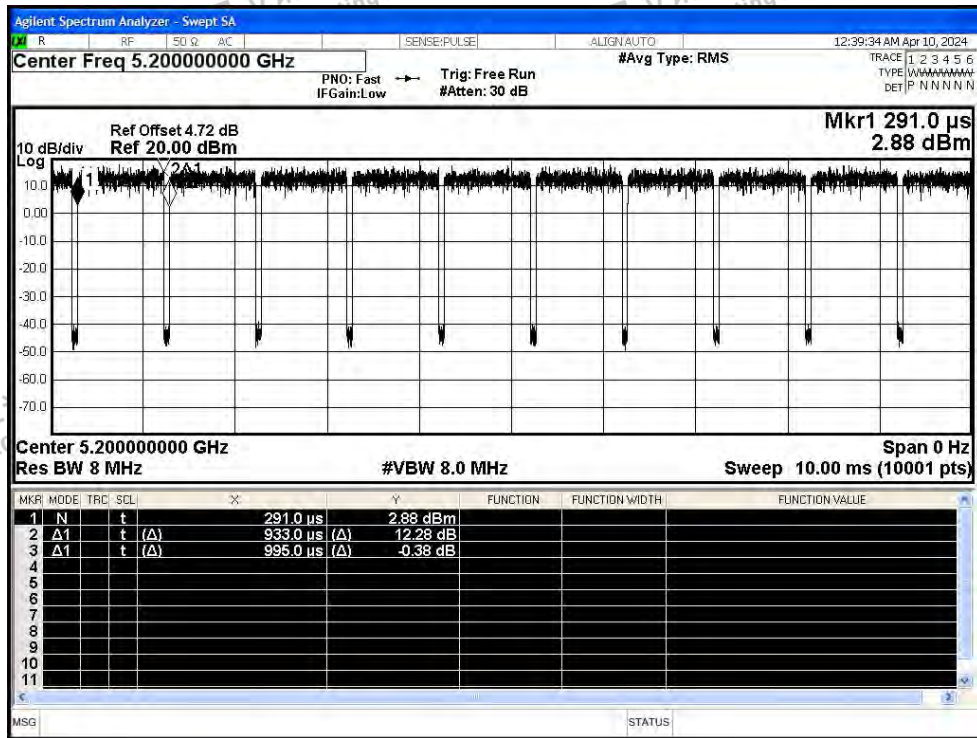 Agilent Spectrum Analyzer - Swept SA
LXI R RF 50 Ω AC SENSE:PULSE ALIGN AUTO 12:39:34 AM Apr 10, 2024
Center Freq 5.200000000 GHz #Avg Type: RMS TRACE 1 2 3 4 5 6
PNO: Fast Trig: Free Run TYPE WWWWWW
IFGain:Low #Atten: 30 dB DET P N N N N N
Mkr1 291.0 µs
Ref Offset 4.72 dB
10 dB/div Ref 20.00 dBm 2.88 dBm
Log
1 2Δ1
10.0
0.00
-10.0
-20.0
-30.0
-40.0
-50.0
-60.0
-70.0
Center 5.200000000 GHz Span 0 Hz
Res BW 8 MHz #VBW 8.0 MHz Sweep 10.00 ms (10001 pts)
MKR MODE TRC SCL X Y FUNCTION FUNCTION WIDTH FUNCTION VALUE
1 N t 291.0 µs 2.88 dBm
2 Δ1 t (Δ) 933.0 µs (Δ) 12.28 dB
3 Δ1 t (Δ) 995.0 µs (Δ) -0.38 dB
4
5
6
7
8
9
10
11
MSG STATUS